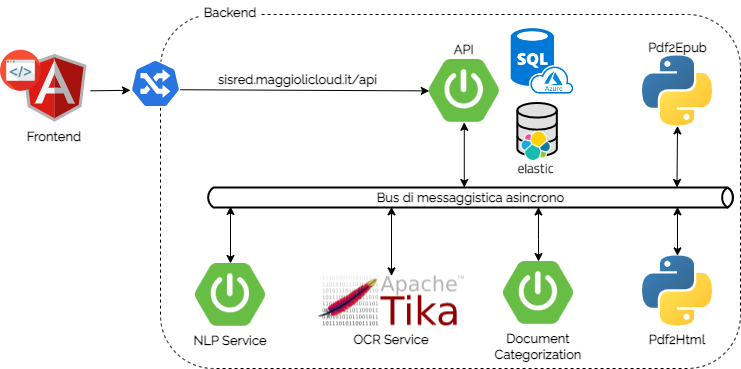 Backend
API
SQL
Azure
Pdf2Epub
</>
A
sisred.maggiolicloud.it/api
Frontend
elastic
Bus di messaggistica asincrono
Apache™
Tika
NLP Service
OCR Service
Document
Categorization
Pdf2Html